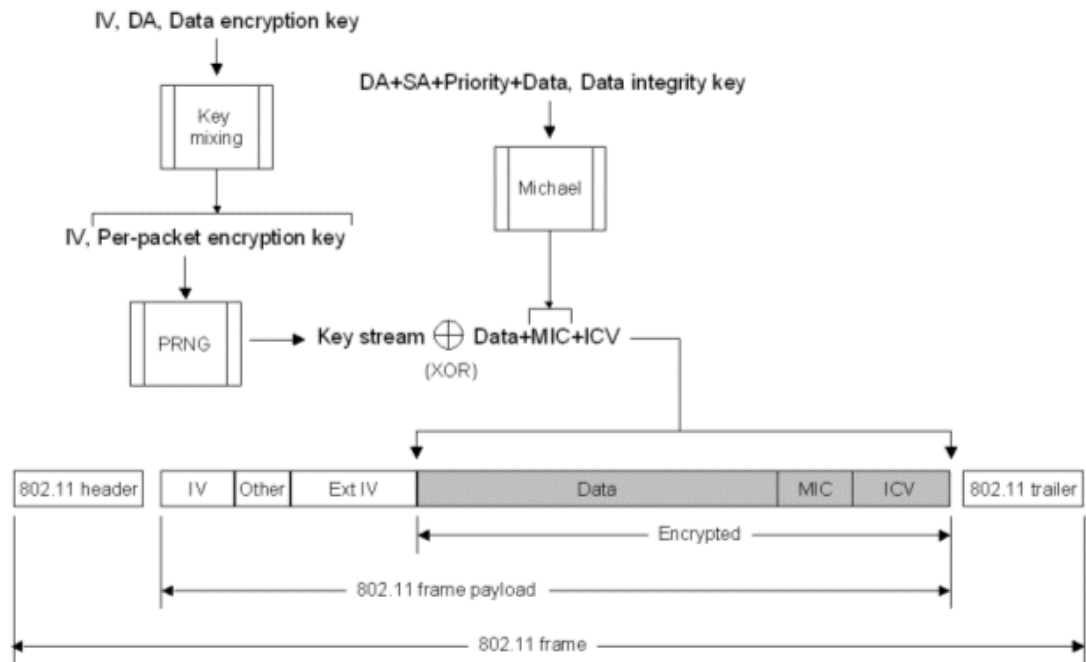 IV, DA, Data encryption key
DA+SA+Priority+Data, Data integrity key
Key
mixing
Michael
IV, Per-packet encryption key
PRNG
Key stream Data+MIC+ICV
(XOR)
802.11 header IV Other Ext IV Data MIC ICV 802.11 trailer
Encrypted
802.11 frame payload
802.11 frame